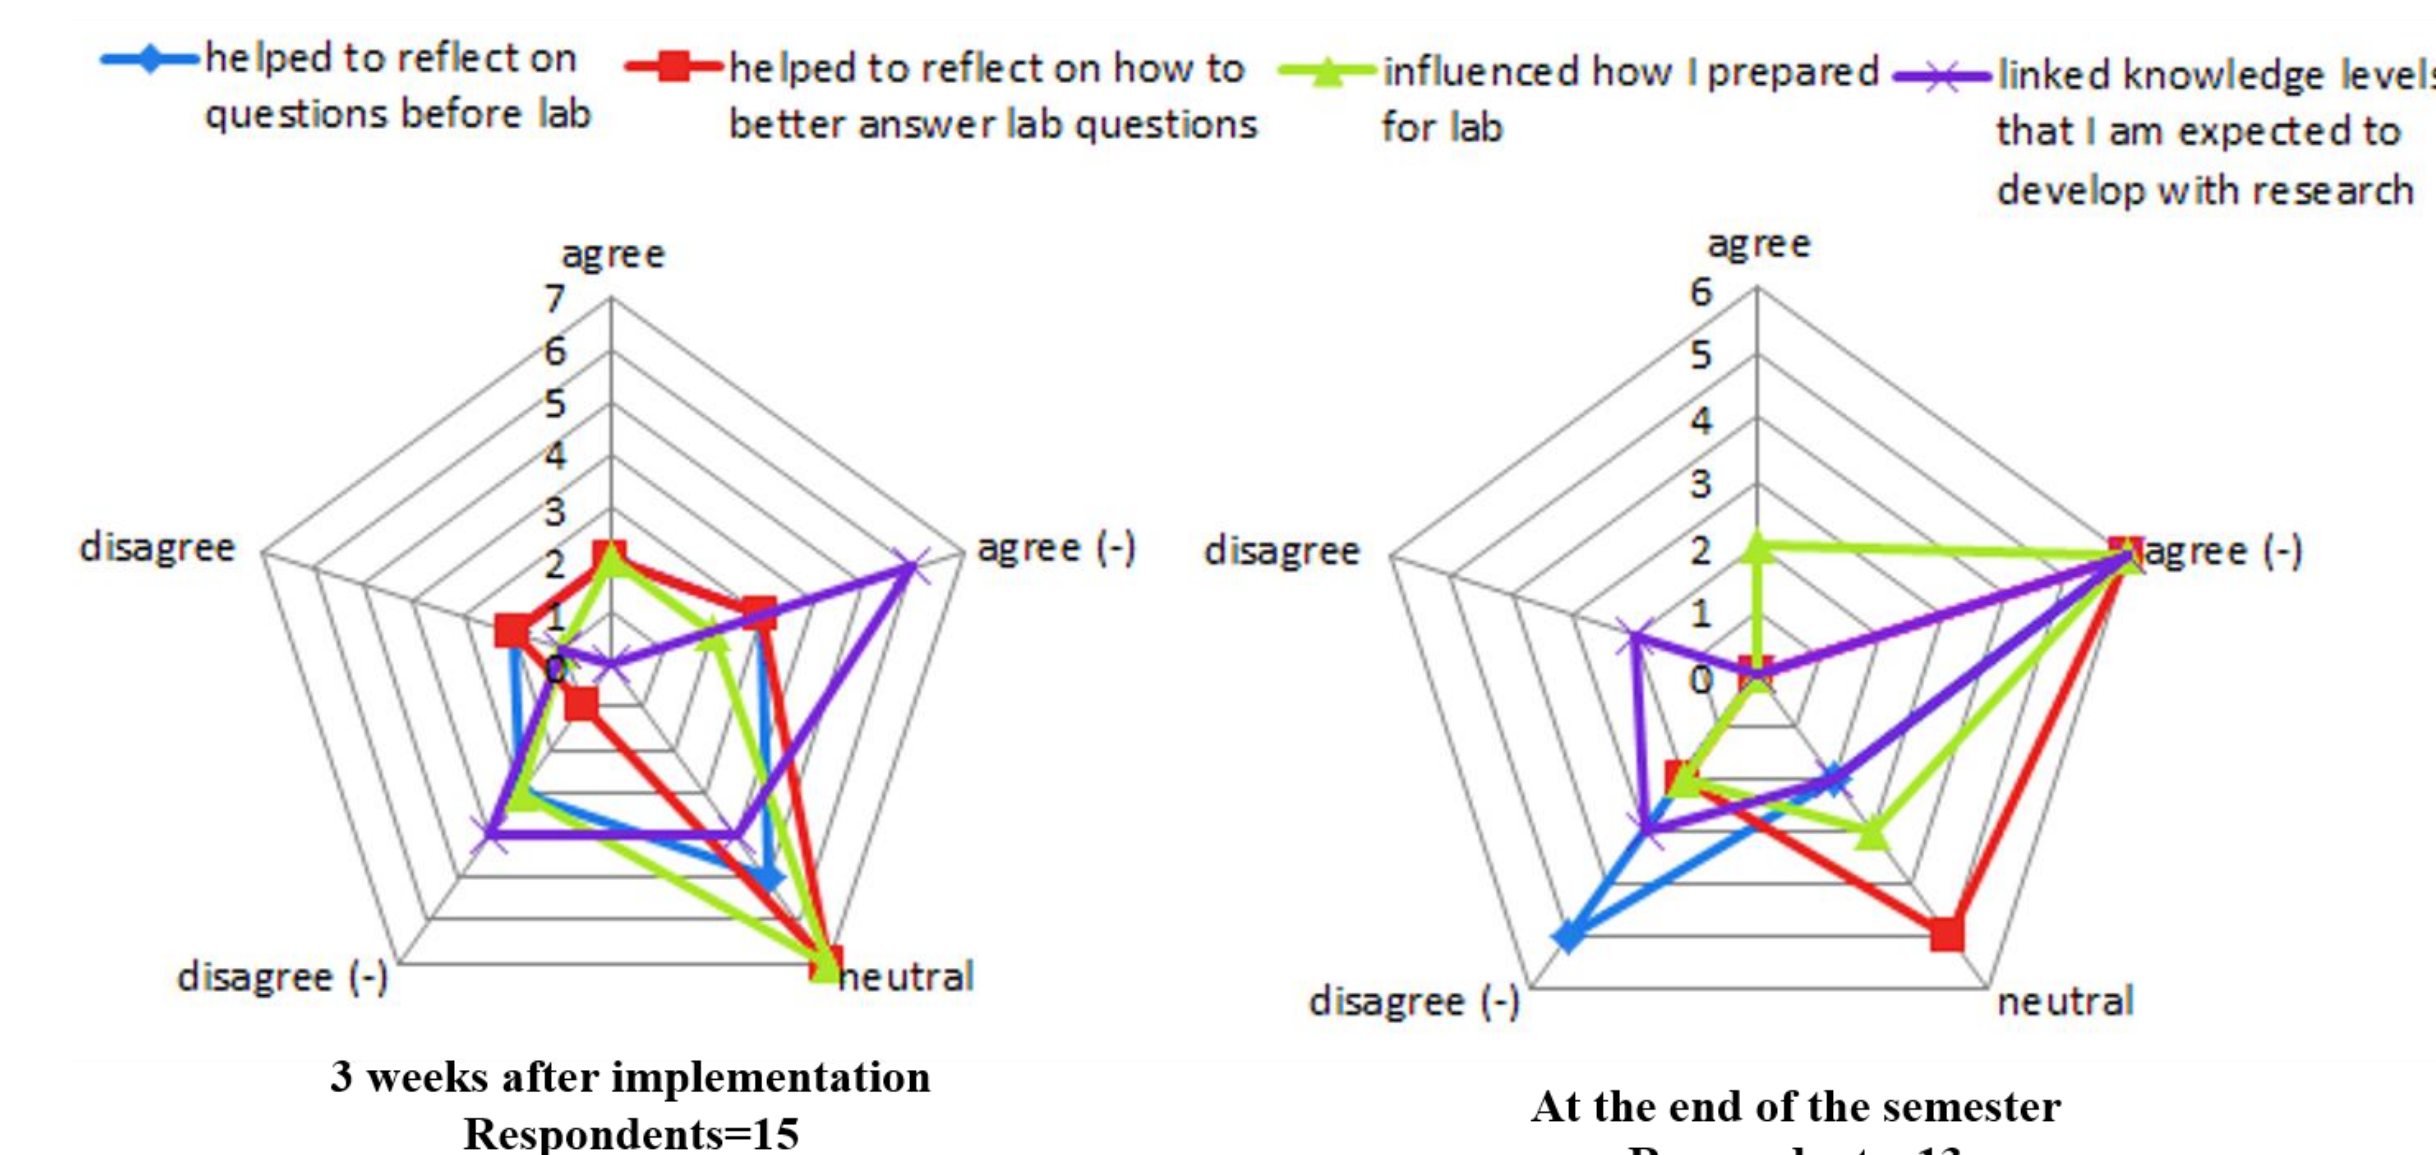 helped to reflect on
questions before lab
helped to reflect on how to
better answer lab questions
influenced how I prepared
for lab
linked knowledge levels
that I am expected to
develop with research
agree
7
6
5
4
3
2
1
0
disagree
agree (-)
disagree (-)
neutral
3 weeks after implementation
Respondents=15
agree
6
5
4
3
2
1
0
disagree
agree (-)
disagree (-)
neutral
At the end of the semester